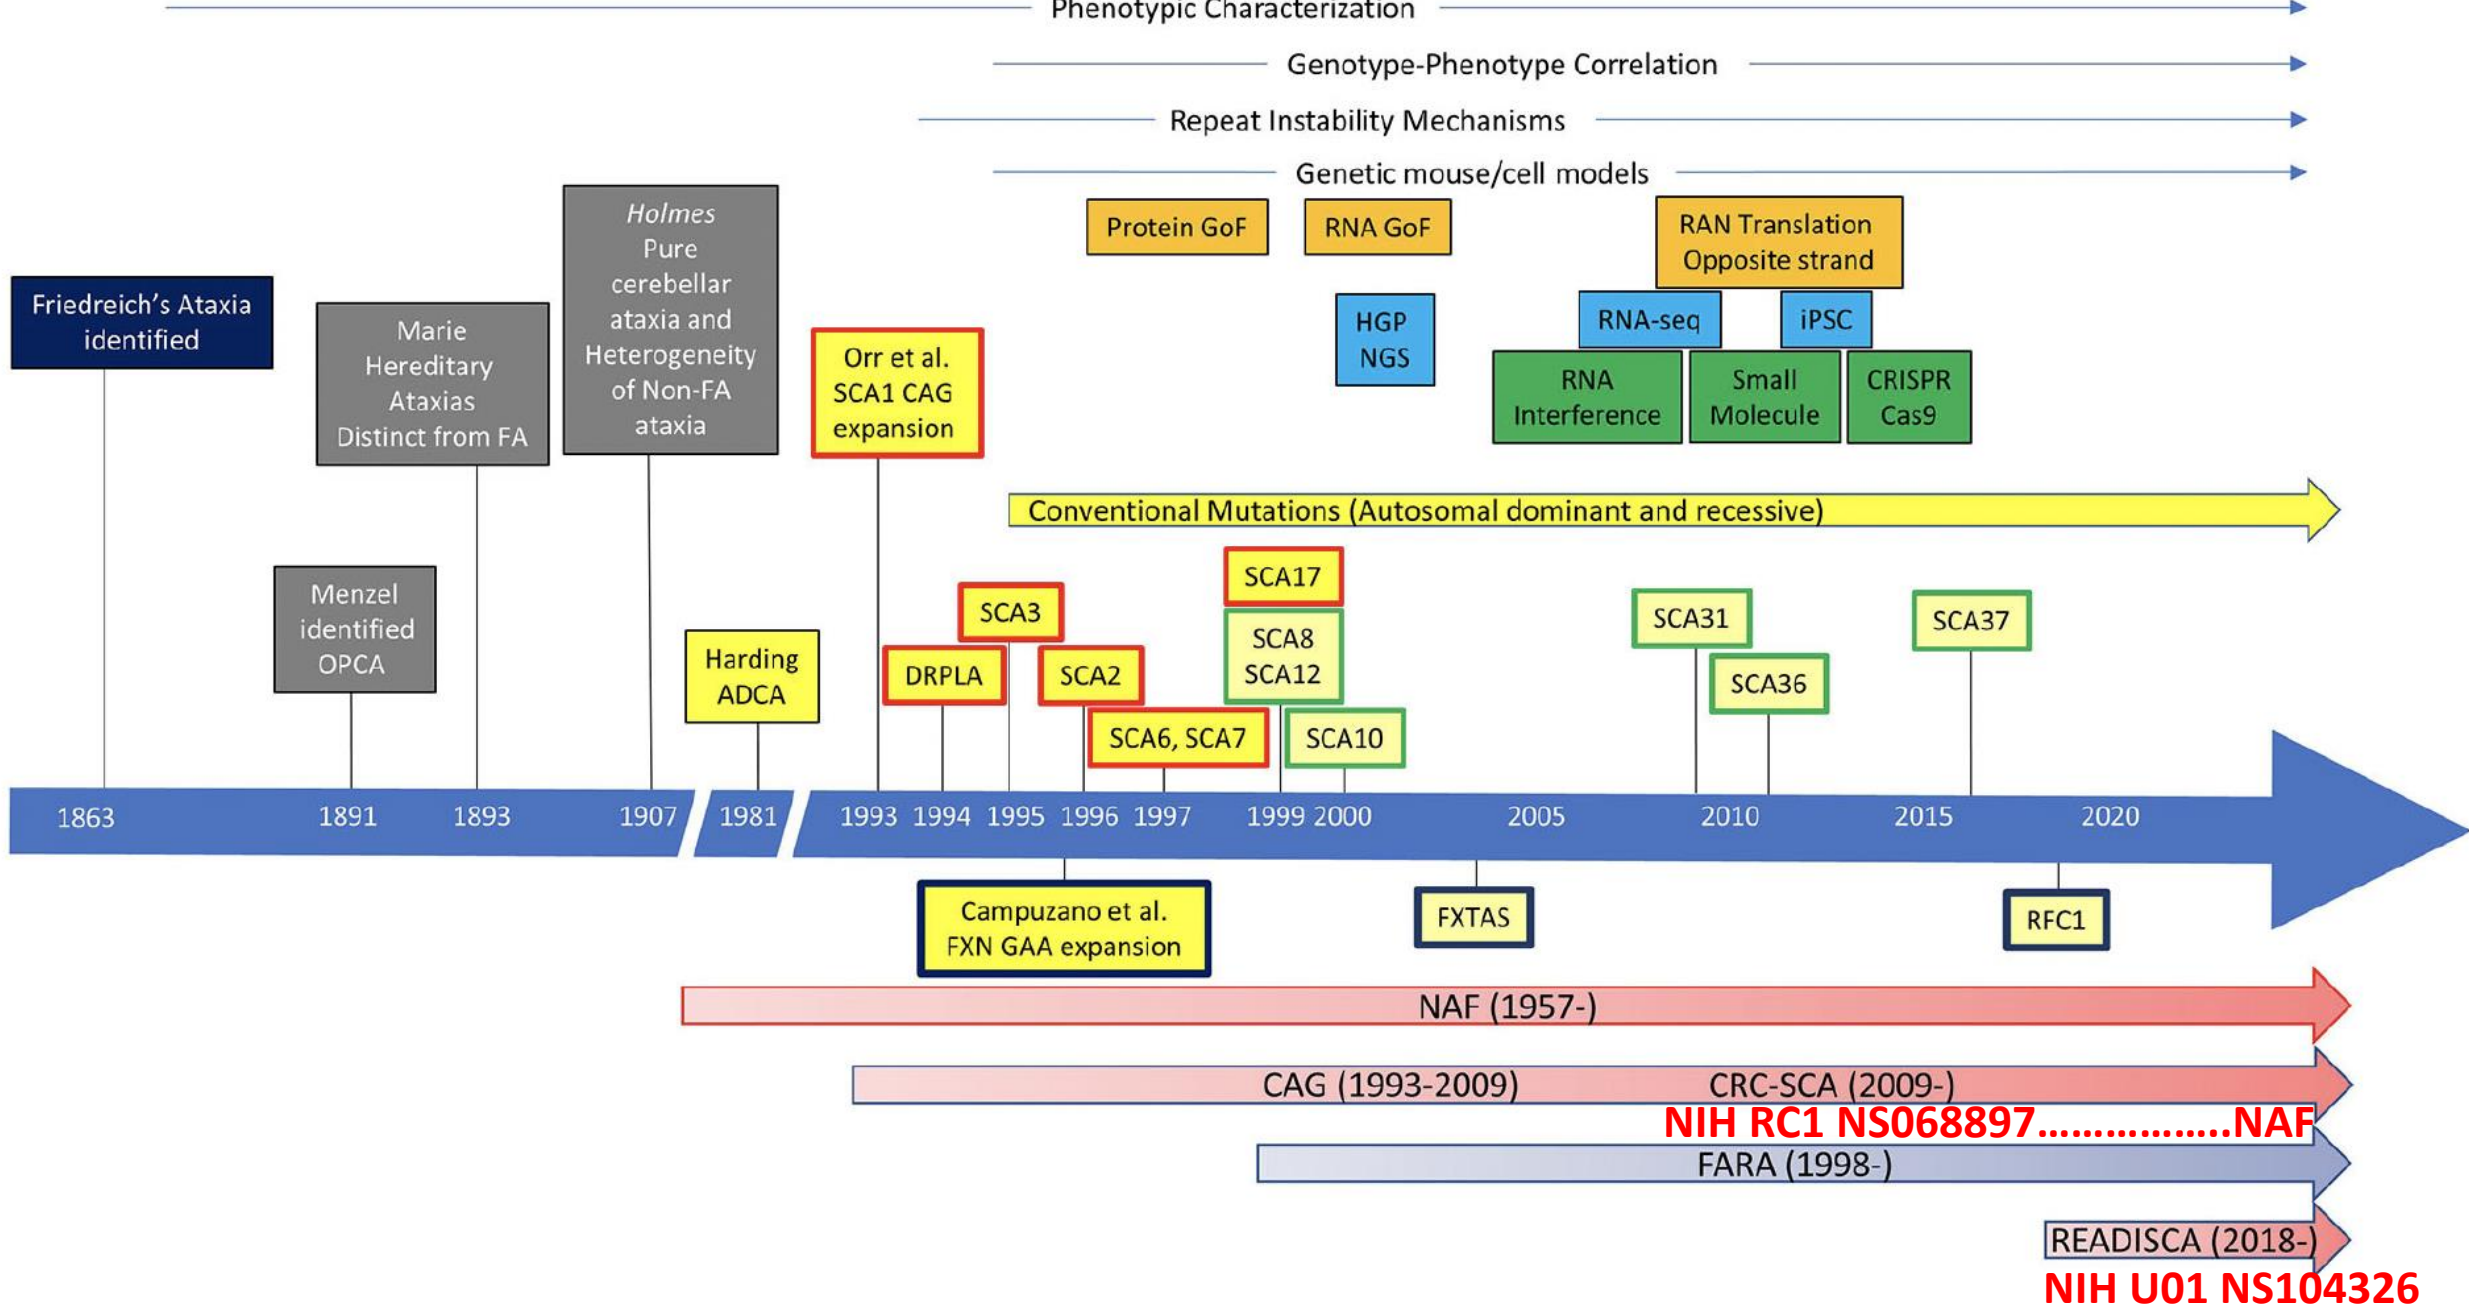 Phenotypic Characterization
Genotype-Phenotype Correlation
Repeat Instability Mechanisms
Genetic mouse/cell models
Protein GoF
RNA GoF
RAN Translation
Opposite strand
HGP
NGS
RNA-seq
iPSC
RNA
Interference
Small
Molecule
CRISPR
Cas9
Friedreich’s Ataxia
identified
Marie
Hereditary
Ataxias
Distinct from FA
Holmes
Pure
cerebellar
ataxia and
Heterogeneity
of Non-FA
ataxia
Orr et al.
SCA1 CAG
expansion
Conventional Mutations (Autosomal dominant and recessive)
Menzel
identified
OPCA
Harding
ADCA
DRPLA
SCA3
SCA2
SCA6, SCA7
SCA17
SCA8
SCA12
SCA10
SCA31
SCA36
SCA37
1863 1891 1893 1907 1981 1993 1994 1995 1996 1997 1999 2000 2005 2010 2015 2020
Campuzano et al.
FXN GAA expansion
FXTAS
RFC1
NAF (1957-)
CAG (1993-2009) CRC-SCA (2009-)
NIH RC1 NS068897……………..NAF
FARA (1998-)
READISCA (2018-)
NIH U01 NS104326